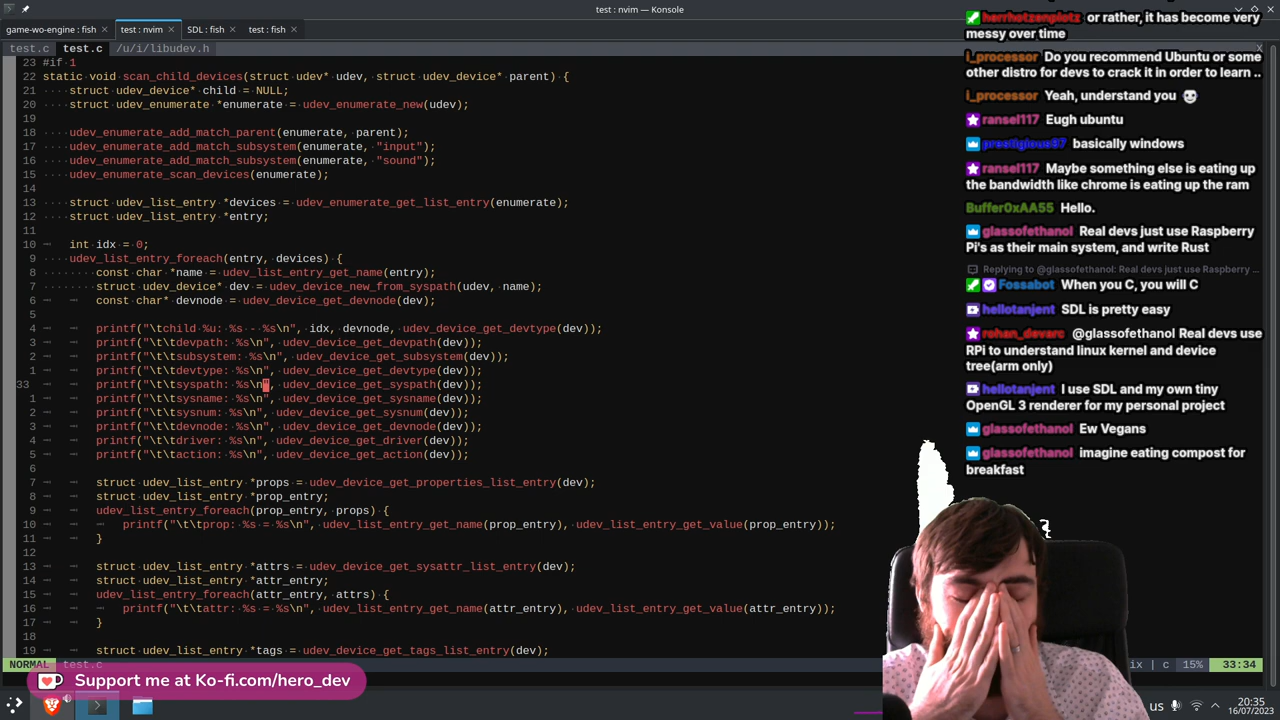 test : nvim — Konsole
game-wo-engine : fish
test : nvim
SDL : fish
test : fish
test.c test.c /u/i/libudev.h
23 #if 1
22 static void scan_child_devices(struct udev* udev, struct udev_device* parent) {
21 struct udev_device* child = NULL;
20 struct udev_enumerate *enumerate = udev_enumerate_new(udev);
19
18 udev_enumerate_add_match_parent(enumerate, parent);
17 udev_enumerate_add_match_subsystem(enumerate, "input");
16 udev_enumerate_add_match_subsystem(enumerate, "sound");
15 udev_enumerate_scan_devices(enumerate);
14
13 struct udev_list_entry *devices = udev_enumerate_get_list_entry(enumerate);
12 struct udev_list_entry *entry;
11
10 int idx = 0;
9 udev_list_entry_foreach(entry, devices) {
8 const char *name = udev_list_entry_get_name(entry);
7 struct udev_device* dev = udev_device_new_from_syspath(udev, name);
6 const char* devnode = udev_device_get_devnode(dev);
5
4 printf("\tchild %u: %s - %s\n", idx, devnode, udev_device_get_devtype(dev));
3 printf("\t\tdevpath: %s\n", udev_device_get_devpath(dev));
2 printf("\t\tsubsystem: %s\n", udev_device_get_subsystem(dev));
1 printf("\t\tdevtype: %s\n", udev_device_get_devtype(dev));
33 printf("\t\tsyspath: %s\n", udev_device_get_syspath(dev));
1 printf("\t\tsysname: %s\n", udev_device_get_sysname(dev));
2 printf("\t\tsysnum: %s\n", udev_device_get_sysnum(dev));
3 printf("\t\tdevnode: %s\n", udev_device_get_devnode(dev));
4 printf("\t\tdriver: %s\n", udev_device_get_driver(dev));
5 printf("\t\taction: %s\n", udev_device_get_action(dev));
6
7 struct udev_list_entry *props = udev_device_get_properties_list_entry(dev);
8 struct udev_list_entry *prop_entry;
9 udev_list_entry_foreach(prop_entry, props) {
10 printf("\t\tprop: %s = %s\n", udev_list_entry_get_name(prop_entry), udev_list_entry_get_value(prop_entry));
11 }
12
13 struct udev_list_entry *attrs = udev_device_get_sysattr_list_entry(dev);
14 struct udev_list_entry *attr_entry;
15 udev_list_entry_foreach(attr_entry, attrs) {
16 printf("\t\tattr: %s = %s\n", udev_list_entry_get_name(attr_entry), udev_list_entry_get_value(attr_entry));
17 }
18
19 struct udev_list_entry *tags = udev_device_get_tags_list_entry(dev);
NORMAL test.c
ix | c 15% 33:34
Support me at Ko-fi.com/hero_dev
us
20:35
16/07/2023
herrhotzenplotz or rather, it has become very
messy over time
i_processor Do you recommend Ubuntu or some
other distro for devs to crack it in order to learn ..
i_processor Yeah, understand you
ransel117 Eugh ubuntu
prestigious97 basically windows
ransel117 Maybe something else is eating up
the bandwidth like chrome is eating up the ram
Buffer0xAA55 Hello.
glassofethanol Real devs just use Raspberry
Pi's as their main system, and write Rust
Replying to @glassofethanol: Real devs just use Raspberry ...
Fossabot When you C, you will C
hellotanjent SDL is pretty easy
rohan_devarc @glassofethanol Real devs use
RPi to understand linux kernel and device
tree(arm only)
hellotanjent I use SDL and my own tiny
OpenGL 3 renderer for my personal project
glassofethanol Ew Vegans
glassofethanol imagine eating compost for
breakfast